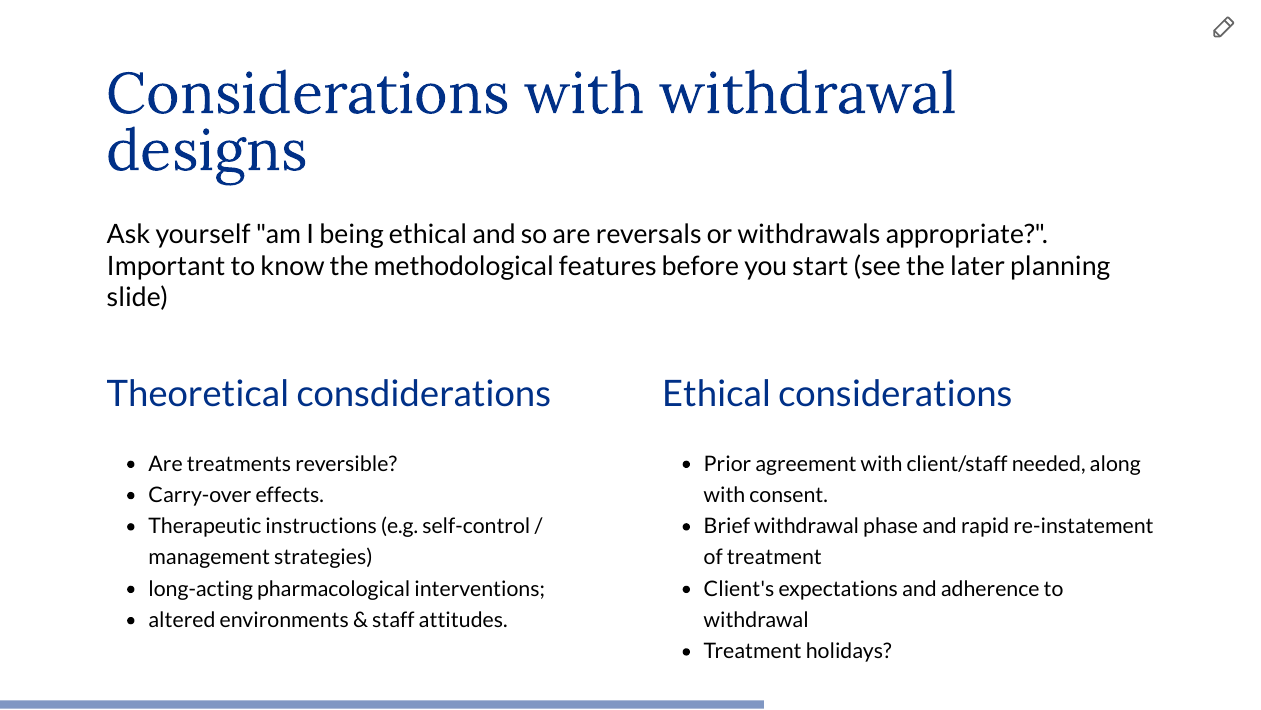 Considerations with withdrawal
designs
Ask yourself "am I being ethical and so are reversals or withdrawals appropriate?".
Important to know the methodological features before you start (see the later planning
slide)
Theoretical consdiderations
• Are treatments reversible?
• Carry-over effects.
• Therapeutic instructions (e.g. self-control /
management strategies)
• long-acting pharmacological interventions;
• altered environments & staff attitudes.
Ethical considerations
• Prior agreement with client/staff needed, along
with consent.
• Brief withdrawal phase and rapid re-instatement
of treatment
• Client's expectations and adherence to
withdrawal
• Treatment holidays?